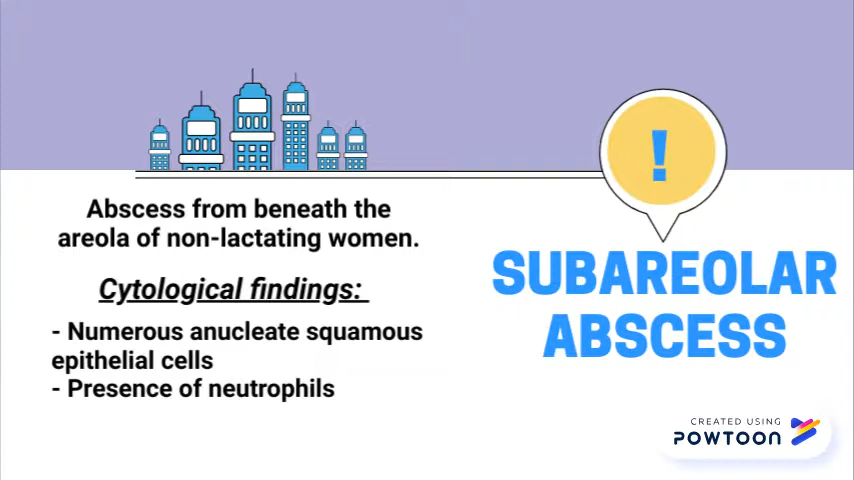 !
Abscess from beneath the
areola of non-lactating women.
Cytological findings:
- Numerous anucleate squamous
epithelial cells
- Presence of neutrophils
SUBAREOLAR
ABSCESS
CREATED USING
POWTOON